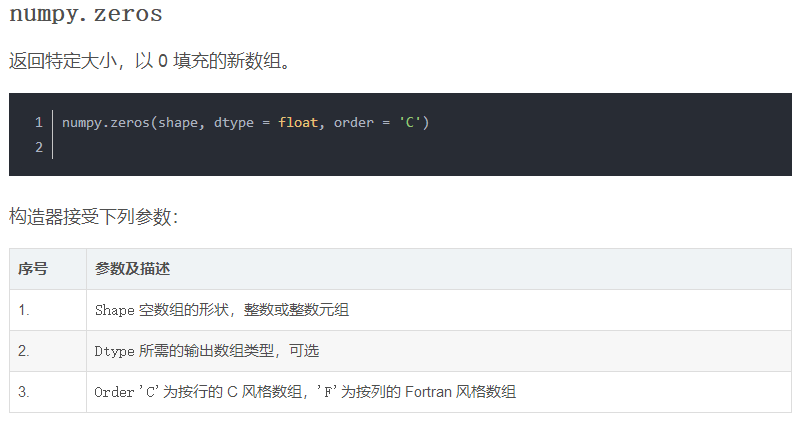 numpy.zeros
返回特定大小，以 0 填充的新数组。
1 numpy.zeros(shape, dtype = float, order = 'C')
2
构造器接受下列参数：
序号 参数及描述
1. Shape 空数组的形状，整数或整数元组
2. Dtype 所需的输出数组类型，可选
3. Order 'C'为按行的 C 风格数组，'F'为按列的 Fortran 风格数组